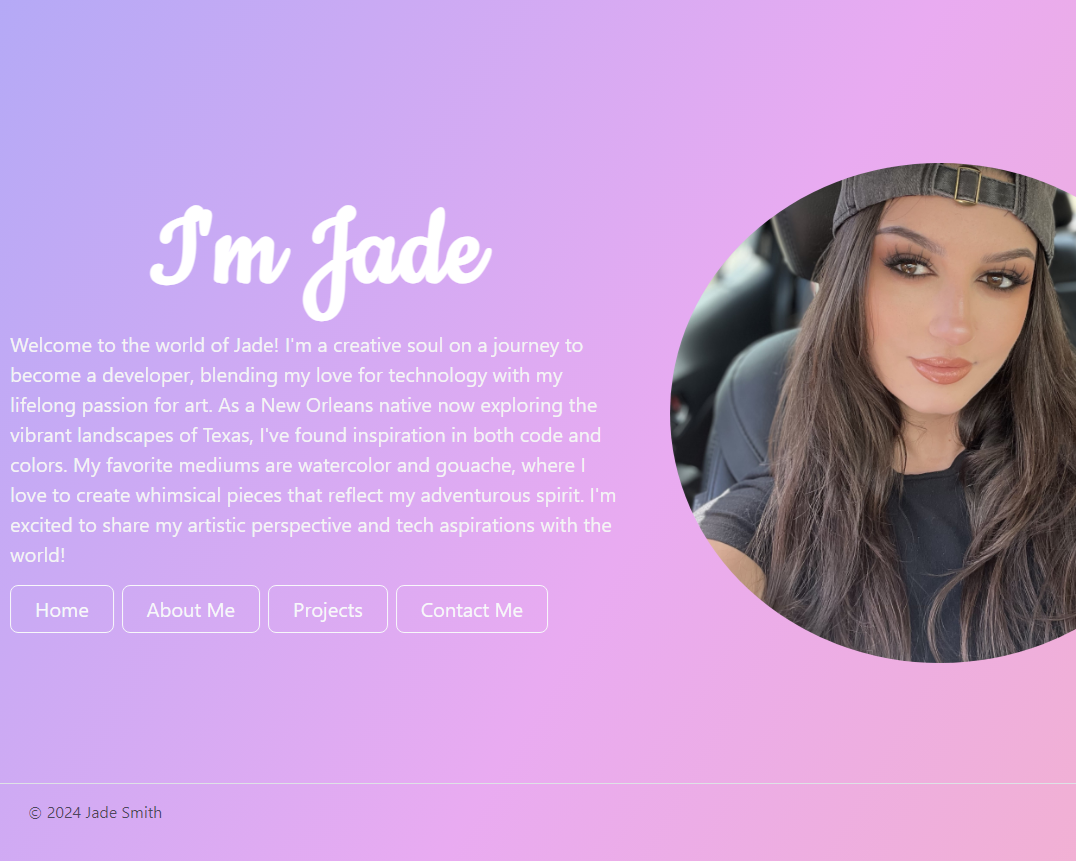 I'm Jade
Welcome to the world of Jade! I'm a creative soul on a journey to
become a developer, blending my love for technology with my
lifelong passion for art. As a New Orleans native now exploring the
vibrant landscapes of Texas, I've found inspiration in both code and
colors. My favorite mediums are watercolor and gouache, where I
love to create whimsical pieces that reflect my adventurous spirit. I'm
excited to share my artistic perspective and tech aspirations with the
world!
Home About Me Projects Contact Me
© 2024 Jade Smith